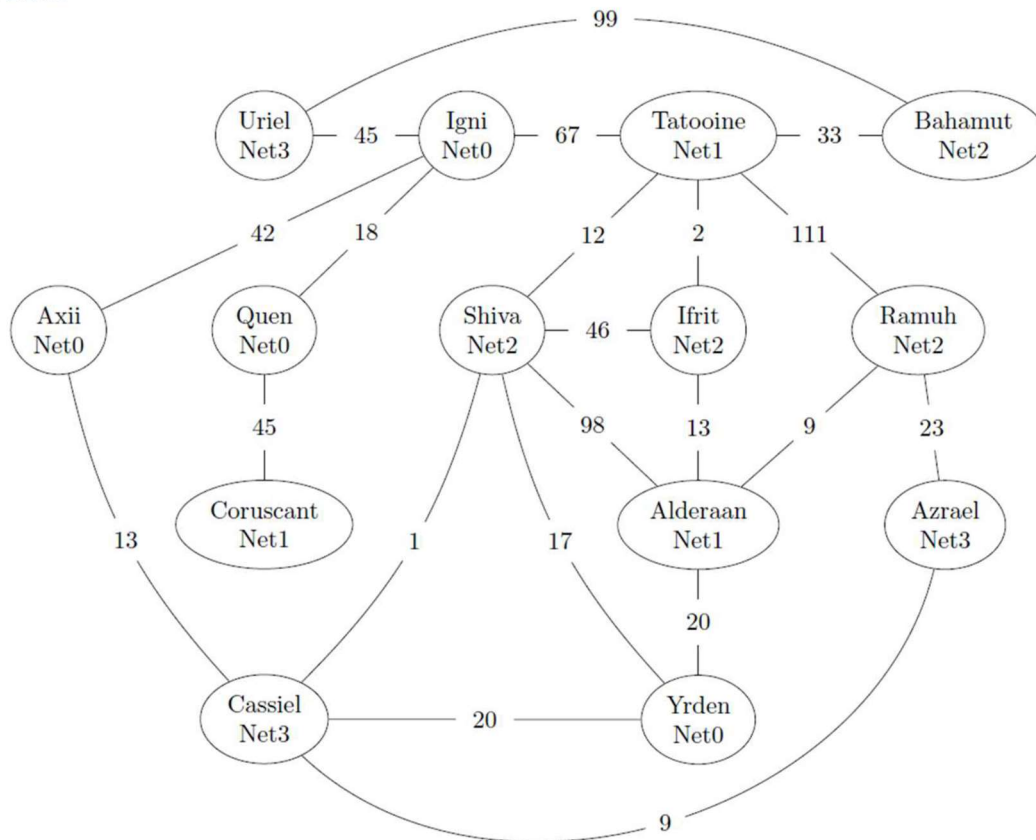 99
Uriel
Net3
45
Igni
Net0
67
Tatooine
Net1
33
Bahamut
Net2
42
18
12
2
111
Axii
Net0
Quen
Net0
Shiva
Net2
46
Ifrit
Net2
Ramuh
Net2
45
98
13
9
23
Coruscant
Net1
Alderaan
Net1
Azrael
Net3
13
1
17
20
Cassiel
Net3
20
Yrden
Net0
9